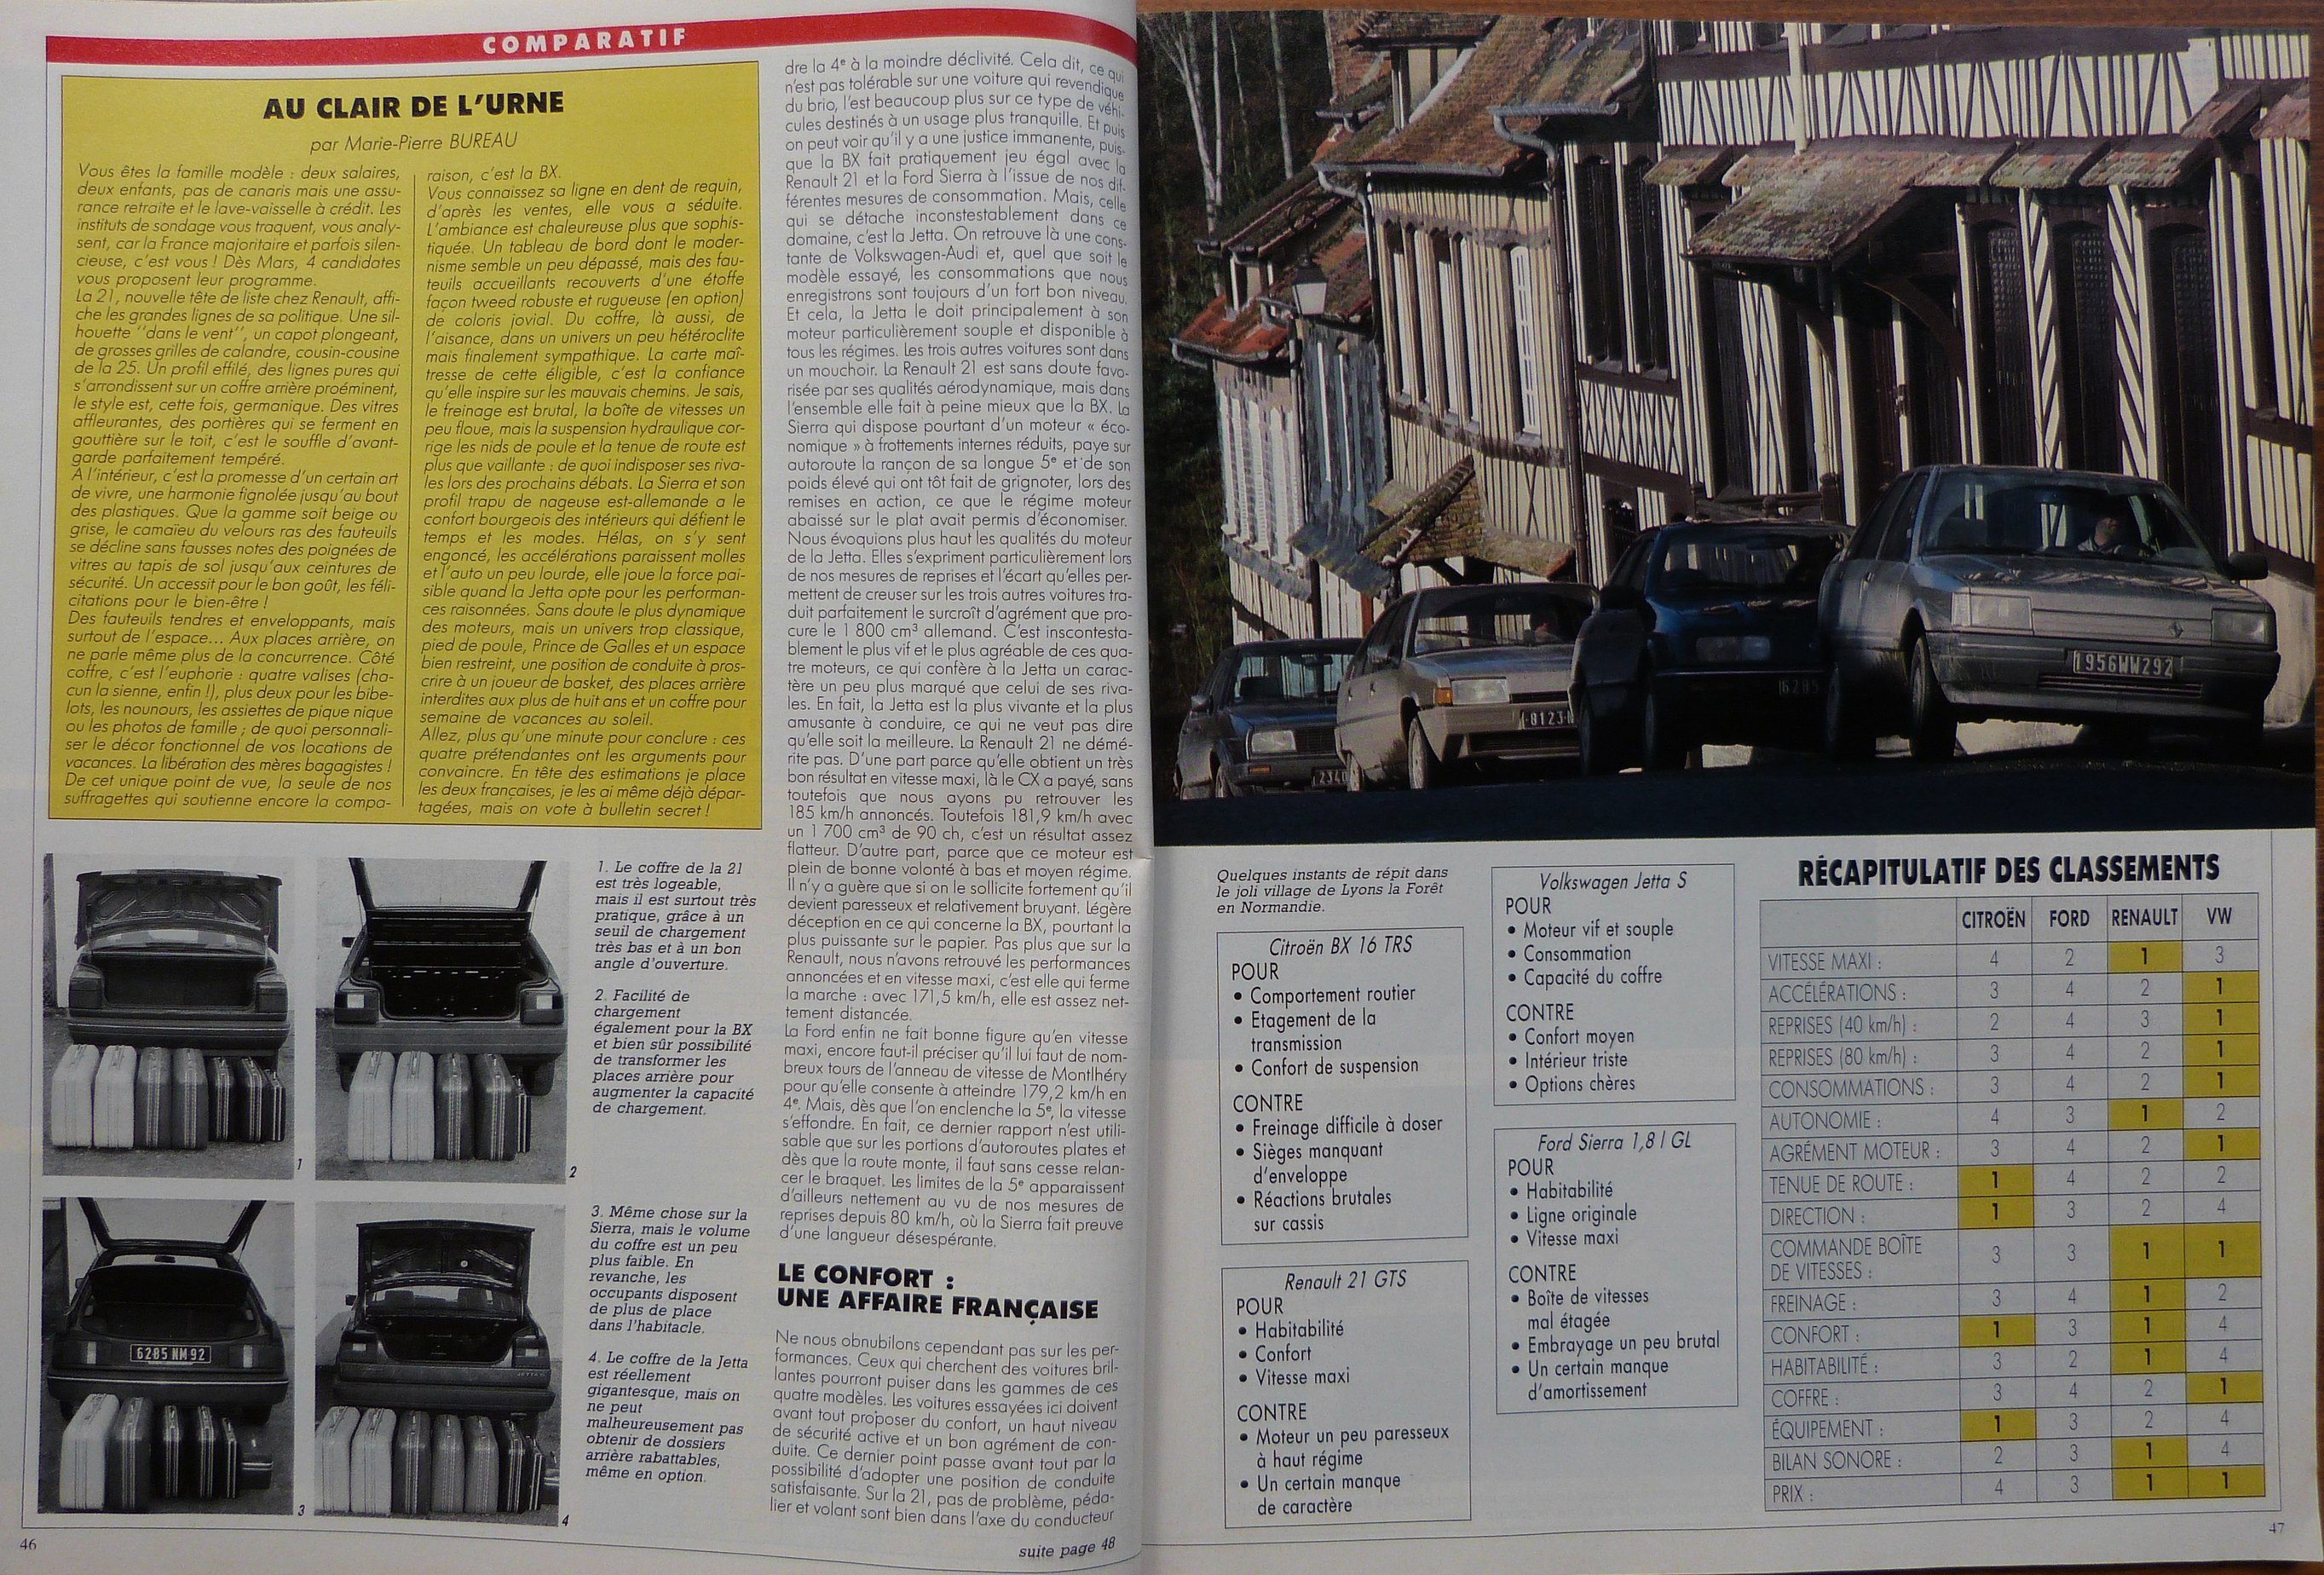 COMPARATIF
AU CLAIR DE L'URNE
par Marie-Pierre BUREAU
Vous êtes la famille modèle : deux salaires,
deux enfants, pas de canaris mais une assu-
rance retraite et le lave-vaisselle à crédit. Les
instituts de sondage vous traquent, vous analy-
sent, car la France majoritaire et parfois silen-
cieuse, c'est vous ! Dès Mars, 4 candidates
vous proposent leur programme.
La 21, nouvelle tête de liste chez Renault, affi-
che les grandes lignes de sa politique. Une sil-
houette ''dans le vent'', un capot plongeant,
de grosses grilles de calandre, cousin-cousine
de la 25. Un profil effilé, des lignes pures qui
s'arrondissent sur un coffre arrière proéminent,
le style est, cette fois, germanique. Des vitres
affleurantes, des portières qui se ferment en
gouttière sur le toit, c'est le souffle d'avant-
garde parfaitement tempéré.
A l'intérieur, c'est la promesse d'un certain art
de vivre, une harmonie fignolée jusqu'au bout
des plastiques. Que la gamme soit beige ou
grise, le camaïeu du velours ras des fauteuils
se décline sans fausses notes des poignées de
vitres au tapis de sol jusqu'aux ceintures de
sécurité. Un accessit pour le bon goût, les féli-
citations pour le bien-être !
Des fauteuils tendres et enveloppants, mais
surtout de l'espace... Aux places arrière, on
ne parle même plus de la concurrence. Côté
coffre, c'est l'euphorie : quatre valises (cha-
cun la sienne, enfin !), plus deux pour les bibe-
lots, les nounours, les assiettes de pique nique
ou les photos de famille ; de quoi personnali-
ser le décor fonctionnel de vos locations de
vacances. La libération des mères bagagistes !
De cet unique point de vue, la seule de nos
suffragettes qui soutienne encore la compa-
raison, c'est la BX.
Vous connaissez sa ligne en dent de requin,
d'après les ventes, elle vous a séduite.
L'ambiance est chaleureuse plus que sophis-
tiquée. Un tableau de bord dont le moder-
nisme semble un peu dépassé, mais des fau-
teuils accueillants recouverts d'une étoffe
façon tweed robuste et rugueuse (en option)
de coloris jovial. Du coffre, là aussi, de
l'aisance, dans un univers un peu hétéroclite
mais finalement sympathique. La carte maî-
tresse de cette éligible, c'est la confiance
qu'elle inspire sur les mauvais chemins. Je sais,
le freinage est brutal, la boîte de vitesses un
peu floue, mais la suspension hydraulique cor-
rige les nids de poule et la tenue de route est
plus que vaillante : de quoi indisposer ses riva-
les lors des prochains débats. La Sierra et son
profil trapu de nageuse est-allemande a le
confort bourgeois des intérieurs qui défient le
temps et les modes. Hélas, on s'y sent
engoncé, les accélérations paraissent molles
et l'auto un peu lourde, elle joue la force pai-
sible quand la Jetta opte pour les performan-
ces raisonnées. Sans doute le plus dynamique
des moteurs, mais un univers trop classique,
pied de poule, Prince de Galles et un espace
bien restreint, une position de conduite à pros-
crire à un joueur de basket, des places arrière
interdites aux plus de huit ans et un coffre pour
semaine de vacances au soleil.
Allez, plus qu'une minute pour conclure : ces
quatre prétendantes ont les arguments pour
convaincre. En tête des estimations je place
les deux françaises, je les ai même déjà dépar-
tagées, mais on vote à bulletin secret !
1. Le coffre de la 21
est très logeable,
mais il est surtout très
pratique, grâce à un
seuil de chargement
très bas et à un bon
angle d'ouverture.
2. Facilité de
chargement
également pour la BX
et bien sûr possibilité
de transformer les
places arrière pour
augmenter la capacité
de chargement.
1
2
3. Même chose sur la
Sierra, mais le volume
du coffre est un peu
plus faible. En
revanche, les
occupants disposent
de plus de place
dans l'habitacle.
4. Le coffre de la Jetta
est réellement
gigantesque, mais on
ne peut
malheureusement pas
obtenir de dossiers
arrière rabattables,
même en option.
6285 NM 92
JETTA
3
4
46
dre la 4e à la moindre déclivité. Cela dit, ce qui
n'est pas tolérable sur une voiture qui revendique
du brio, l'est beaucoup plus sur ce type de véhi-
cules destinés à un usage plus tranquille. Et puis
on peut voir qu'il y a une justice immanente, puis-
que la BX fait pratiquement jeu égal avec la
Renault 21 et la Ford Sierra à l'issue de nos dif-
férentes mesures de consommation. Mais, celle
qui se détache inconstestablement dans ce
domaine, c'est la Jetta. On retrouve là une cons-
tante de Volkswagen-Audi et, quel que soit le
modèle essayé, les consommations que nous
enregistrons sont toujours d'un fort bon niveau.
Et cela, la Jetta le doit principalement à son
moteur particulièrement souple et disponible à
tous les régimes. Les trois autres voitures sont dans
un mouchoir. La Renault 21 est sans doute favo-
risée par ses qualités aérodynamique, mais dans
l'ensemble elle fait à peine mieux que la BX. La
Sierra qui dispose pourtant d'un moteur « éco-
nomique » à frottements internes réduits, paye sur
autoroute la rançon de sa longue 5e et de son
poids élevé qui ont tôt fait de grignoter, lors des
remises en action, ce que le régime moteur
abaissé sur le plat avait permis d'économiser.
Nous évoquions plus haut les qualités du moteur
de la Jetta. Elles s'expriment particulièrement lors
de nos mesures de reprises et l'écart qu'elles per-
mettent de creuser sur les trois autres voitures tra-
duit parfaitement le surcroît d'agrément que pro-
cure le 1 800 cm³ allemand. C'est inscontesta-
blement le plus vif et le plus agréable de ces qua-
tre moteurs, ce qui confère à la Jetta un carac-
tère un peu plus marqué que celui de ses riva-
les. En fait, la Jetta est la plus vivante et la plus
amusante à conduire, ce qui ne veut pas dire
qu'elle soit la meilleure. La Renault 21 ne démé-
rite pas. D'une part parce qu'elle obtient un très
bon résultat en vitesse maxi, là le CX a payé, sans
toutefois que nous ayons pu retrouver les
185 km/h annoncés. Toutefois 181,9 km/h avec
un 1 700 cm³ de 90 ch, c'est un résultat assez
flatteur. D'autre part, parce que ce moteur est
plein de bonne volonté à bas et moyen régime.
Il n'y a guère que si on le sollicite fortement qu'il
devient paresseux et relativement bruyant. Légère
déception en ce qui concerne la BX, pourtant la
plus puissante sur le papier. Pas plus que sur la
Renault, nous n'avons retrouvé les performances
annoncées et en vitesse maxi, c'est elle qui ferme
la marche : avec 171,5 km/h, elle est assez net-
tement distancée.
La Ford enfin ne fait bonne figure qu'en vitesse
maxi, encore faut-il préciser qu'il lui faut de nom-
breux tours de l'anneau de vitesse de Montlhéry
pour qu'elle consente à atteindre 179,2 km/h en
4e. Mais, dès que l'on enclenche la 5e, la vitesse
s'effondre. En fait, ce dernier rapport n'est utili-
sable que sur les portions d'autoroutes plates et
dès que la route monte, il faut sans cesse relan-
cer le braquet. Les limites de la 5e apparaissent
d'ailleurs nettement au vu de nos mesures de
reprises depuis 80 km/h, où la Sierra fait preuve
d'une langueur désespérante.
LE CONFORT :
UNE AFFAIRE FRANÇAISE
Ne nous obnubilons cependant pas sur les per-
formances. Ceux qui cherchent des voitures bril-
lantes pourront puiser dans les gammes de ces
quatre modèles. Les voitures essayées ici doivent
avant tout proposer du confort, un haut niveau
de sécurité active et un bon agrément de con-
duite. Ce dernier point passe avant tout par la
possibilité d'adopter une position de conduite
satisfaisante. Sur la 21, pas de problème, péda-
lier et volant sont bien dans l'axe du conducteur
suite page 48
1956WW292
8123
6285
2340
Quelques instants de répit dans
le joli village de Lyons la Forêt
en Normandie.
Citroën BX 16 TRS
POUR
• Comportement routier
• Etagement de la
transmission
• Confort de suspension
CONTRE
• Freinage difficile à doser
• Sièges manquant
d'enveloppe
• Réactions brutales
sur cassis
Renault 21 GTS
POUR
• Habitabilité
• Confort
• Vitesse maxi
CONTRE
• Moteur un peu paresseux
à haut régime
• Un certain manque
de caractère
Volkswagen Jetta S
POUR
• Moteur vif et souple
• Consommation
• Capacité du coffre
CONTRE
• Confort moyen
• Intérieur triste
• Options chères
Ford Sierra 1,8 l GL
POUR
• Habitabilité
• Ligne originale
• Vitesse maxi
CONTRE
• Boîte de vitesses
mal étagée
• Embrayage un peu brutal
• Un certain manque
d'amortissement
RÉCAPITULATIF DES CLASSEMENTS
CITROËN FORD RENAULT VW
VITESSE MAXI : 4 2 1 3
ACCÉLÉRATIONS : 3 4 2 1
REPRISES (40 km/h) : 2 4 3 1
REPRISES (80 km/h) : 3 4 2 1
CONSOMMATIONS : 3 4 2 1
AUTONOMIE : 4 3 1 2
AGRÉMENT MOTEUR : 3 4 2 1
TENUE DE ROUTE : 1 4 2 2
DIRECTION : 1 3 2 4
COMMANDE BOÎTE
DE VITESSES : 3 3 1 1
FREINAGE : 3 4 1 2
CONFORT : 1 3 1 4
HABITABILITÉ : 3 2 1 4
COFFRE : 3 4 2 1
ÉQUIPEMENT : 1 3 2 4
BILAN SONORE : 2 3 1 4
PRIX : 4 3 1 1
47